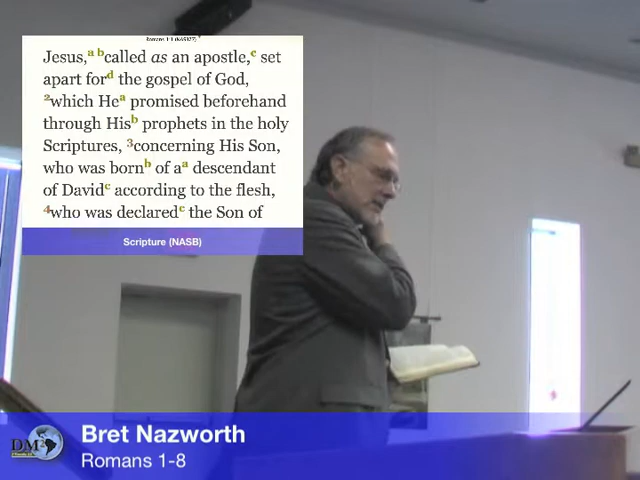 Jesus,ᵃ ᵇcalled as an apostle,ᶜ set
apart forᵈ the gospel of God,
²which Heᵃ promised beforehand
through Hisᵇ prophets in the holy
Scriptures, ³concerning His Son,
who was bornᵇ of aᵃ descendant
of Davidᶜ according to the flesh,
⁴who was declaredᶜ the Son of
Scripture (NASB)
DM²
Bret Nazworth
Romans 1-8